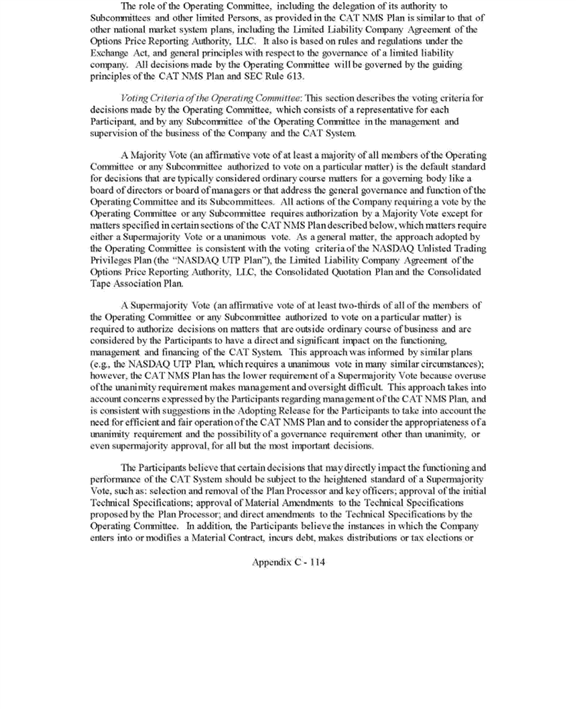 The role of the Operating Committee, including the delegation of its authority to
Subcommittees and other limited Persons, as provided in the CAT NMS Plan is similar to that of
other national market system plans, including the Limited Liability Company Agreement of the
Options Price Reporting Authority, LLC. It also is based on rules and regulations under the
Exchange Act, and general principles with respect to the governance of a limited liability
company. All decisions made by the Operating Committee will be governed by the guiding
principles of the CAT NMS Plan and SEC Rule 613.
Voting Criteria of the Operating Committee: This section describes the voting criteria for
decisions made by the Operating Committee, which consists of a representative for each
Participant, and by any Subcommittee of the Operating Committee in the management and
supervision of the business of the Company and the CAT System.
A Majority Vote (an affirmative vote of at least a majority of all members of the Operating
Committee or any Subcommittee authorized to vote on a particular matter) is the default standard
for decisions that are typically considered ordinary course matters for a governing body like a
board of directors or board of managers or that address the general governance and function of the
Operating Committee and its Subcommittees. All actions of the Company requiring a vote by the
Operating Committee or any Subcommittee requires authorization by a Majority Vote except for
matters specified in certain sections of the CAT NMS Plan described below, which matters require
either a Supermajority Vote or a unanimous vote. As a general matter, the approach adopted by
the Operating Committee is consistent with the voting criteria of the NASDAQ Unlisted Trading
Privileges Plan (the “NASDAQ UTP Plan”), the Limited Liability Company Agreement of the
Options Price Reporting Authority, LLC, the Consolidated Quotation Plan and the Consolidated
Tape Association Plan.
A Supermajority Vote (an affirmative vote of at least two-thirds of all of the members of
the Operating Committee or any Subcommittee authorized to vote on a particular matter) is
required to authorize decisions on matters that are outside ordinary course of business and are
considered by the Participants to have a direct and significant impact on the functioning,
management and financing of the CAT System. This approach was informed by similar plans
(e.g., the NASDAQ UTP Plan, which requires a unanimous vote in many similar circumstances);
however, the CAT NMS Plan has the lower requirement of a Supermajority Vote because overuse
of the unanimity requirement makes management and oversight difficult. This approach takes into
account concerns expressed by the Participants regarding management of the CAT NMS Plan, and
is consistent with suggestions in the Adopting Release for the Participants to take into account the
need for efficient and fair operation of the CAT NMS Plan and to consider the appropriateness of a
unanimity requirement and the possibility of a governance requirement other than unanimity, or
even supermajority approval, for all but the most important decisions.
The Participants believe that certain decisions that may directly impact the functioning and
performance of the CAT System should be subject to the heightened standard of a Supermajority
Vote, such as: selection and removal of the Plan Processor and key officers; approval of the initial
Technical Specifications; approval of Material Amendments to the Technical Specifications
proposed by the Plan Processor; and direct amendments to the Technical Specifications by the
Operating Committee. In addition, the Participants believe the instances in which the Company
enters into or modifies a Material Contract, incurs debt, makes distributions or tax elections or
Appendix C - 114